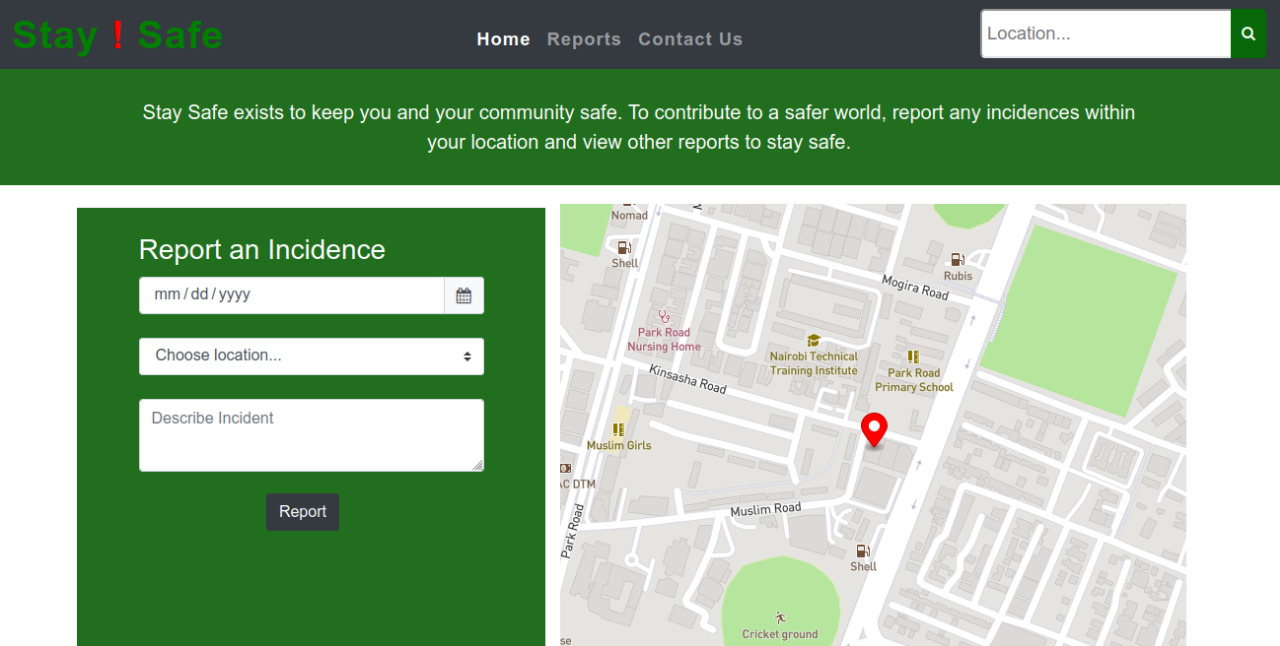 Stay ! Safe
Home Reports Contact Us
Location...
Stay Safe exists to keep you and your community safe. To contribute to a safer world, report any incidences within
your location and view other reports to stay safe.
Report an Incidence
mm/dd/yyyy
Choose location...
Describe Incident
Report
Nomad
Shell
Rubis
Mogira Road
Park Road
Nursing Home
Nairobi Technical
Training Institute
Park Road
Primary School
Kinsasha Road
Muslim Girls
AC DTM
Muslim Road
Park Road
Shell
Cricket ground
se